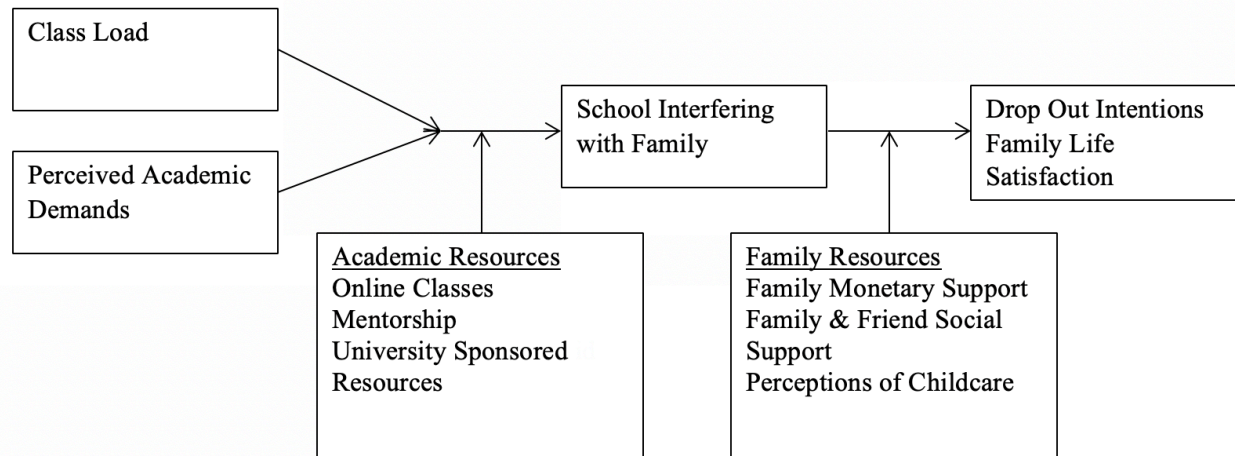 Class Load
Perceived Academic
Demands
School Interfering
with Family
Drop Out Intentions
Family Life
Satisfaction
Academic Resources
Online Classes
Mentorship
University Sponsored
Resources
Family Resources
Family Monetary Support
Family & Friend Social
Support
Perceptions of Childcare